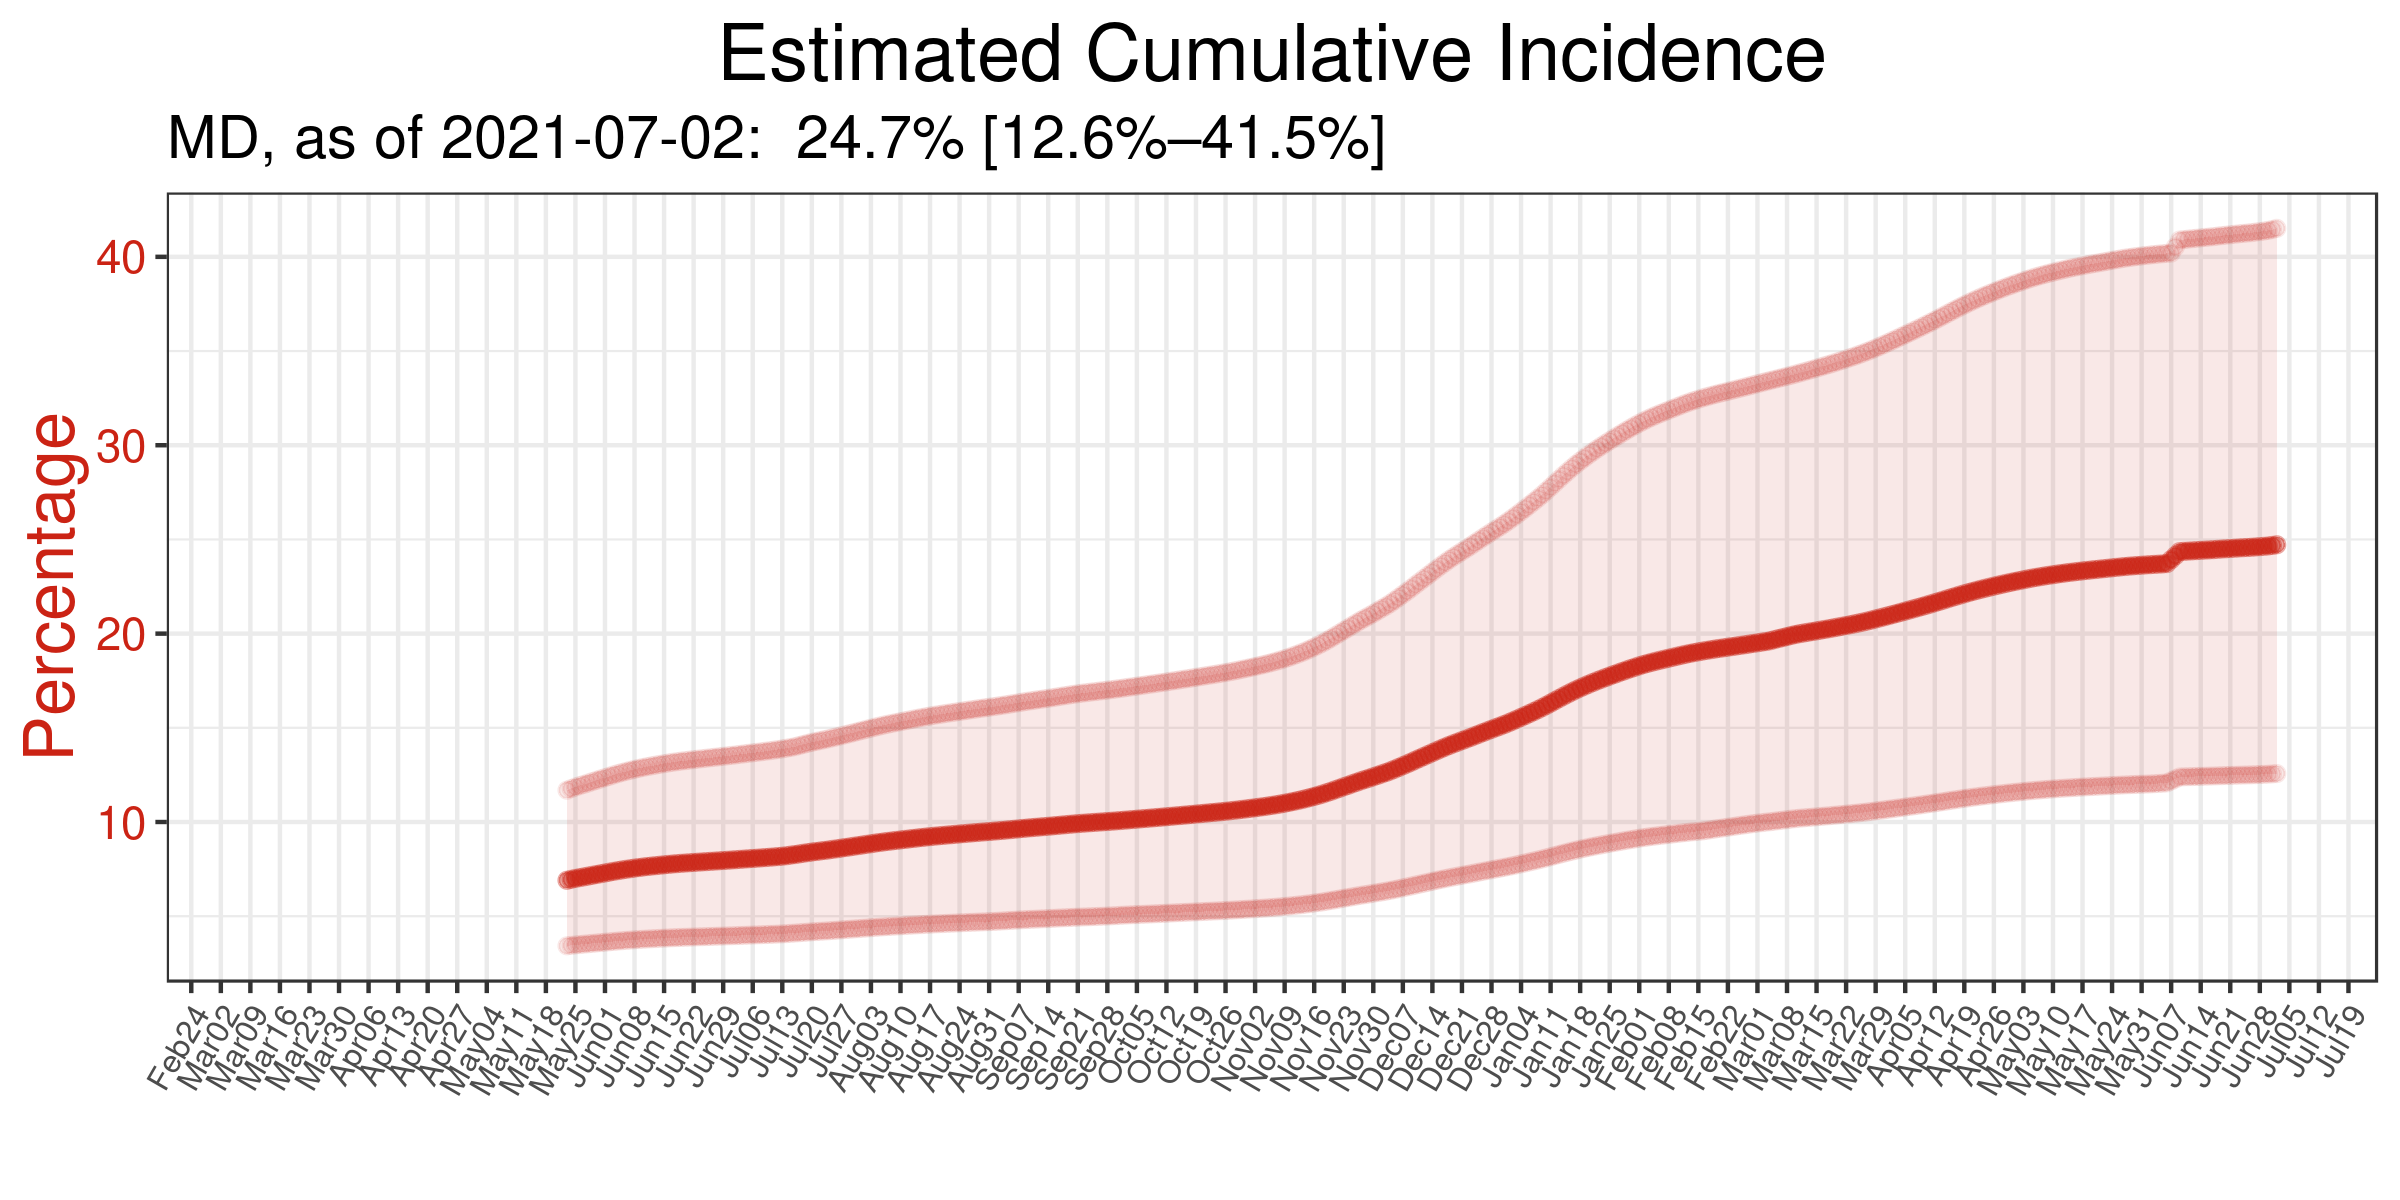 Estimated Cumulative Incidence
MD, as of 2021-07-02:  24.7% [12.6%–41.5%]
Percentage
40
30
20
10
Feb24
Mar02
Mar09
Mar16
Mar23
Mar30
Apr06
Apr13
Apr20
Apr27
May04
May11
May18
May25
Jun01
Jun08
Jun15
Jun22
Jun29
Jul06
Jul13
Jul20
Jul27
Aug03
Aug10
Aug17
Aug24
Aug31
Sep07
Sep14
Sep21
Sep28
Oct05
Oct12
Oct19
Oct26
Nov02
Nov09
Nov16
Nov23
Nov30
Dec07
Dec14
Dec21
Dec28
Jan04
Jan11
Jan18
Jan25
Feb01
Feb08
Feb15
Feb22
Mar01
Mar08
Mar15
Mar22
Mar29
Apr05
Apr12
Apr19
Apr26
May03
May10
May17
May24
May31
Jun07
Jun14
Jun21
Jun28
Jul05
Jul12
Jul19